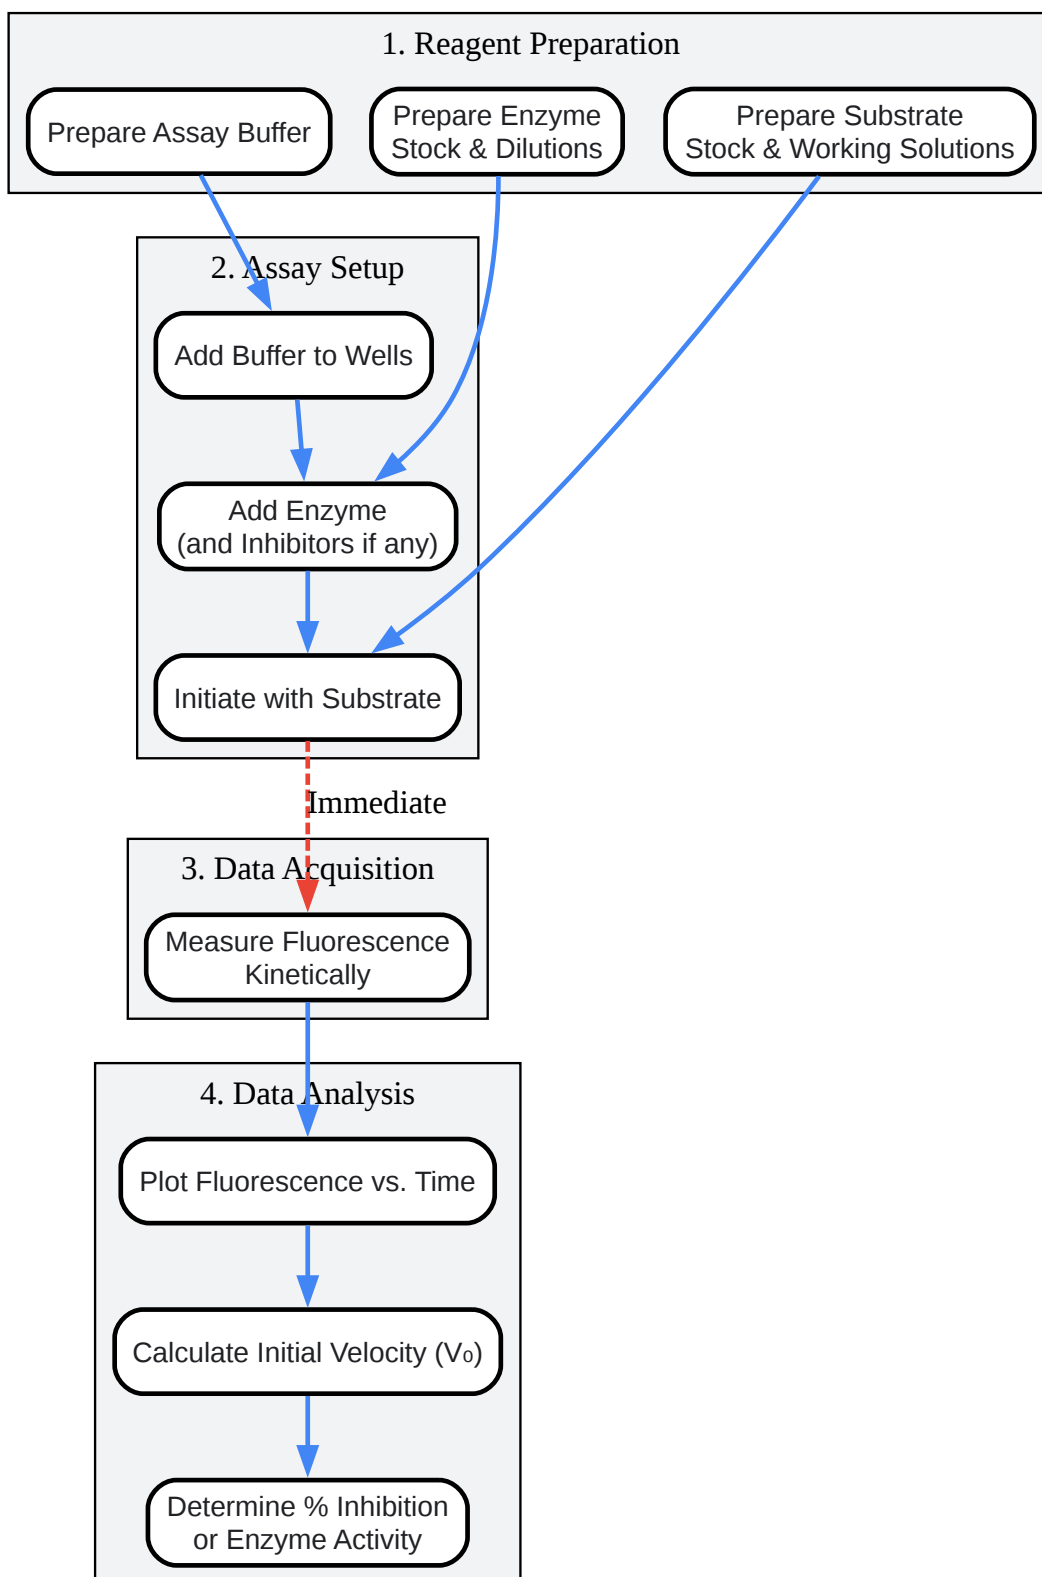 1. Reagent Preparation
Prepare Assay Buffer
Prepare Enzyme
Stock & Dilutions
Prepare Substrate
Stock & Working Solutions
2. Assay Setup
Add Buffer to Wells
Add Enzyme
(and Inhibitors if any)
Initiate with Substrate
Immediate
3. Data Acquisition
Measure Fluorescence
Kinetically
4. Data Analysis
Plot Fluorescence vs. Time
Calculate Initial Velocity (V₀)
Determine % Inhibition
or Enzyme Activity